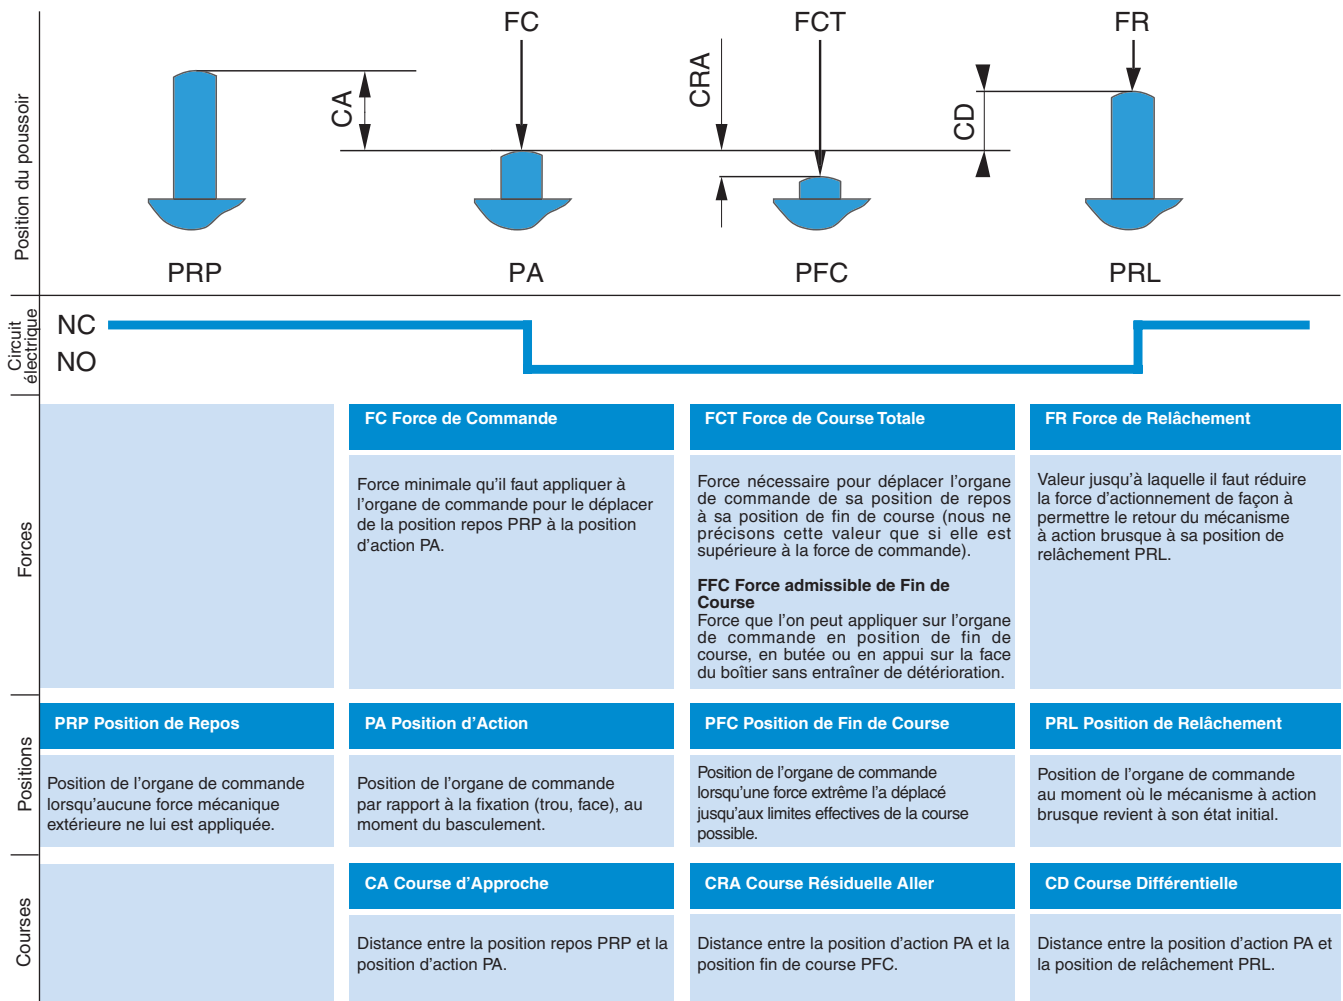 Position du poussoir
FC
FCT
FR
CA
CRA
CD
PRP
PA
PFC
PRL
Circuit
électrique
NC
NO
Forces
FC Force de Commande
Force minimale qu'il faut appliquer à
l'organe de commande pour le déplacer
de la position repos PRP à la position
d'action PA.
FCT Force de Course Totale
Force nécessaire pour déplacer l'organe
de commande de sa position de repos
à sa position de fin de course (nous ne
précisons cette valeur que si elle est
supérieure à la force de commande).
FFC Force admissible de Fin de
Course
Force que l'on peut appliquer sur l'organe
de commande en position de fin de
course, en butée ou en appui sur la face
du boîtier sans entraîner de détérioration.
FR Force de Relâchement
Valeur jusqu'à laquelle il faut réduire
la force d'actionnement de façon à
permettre le retour du mécanisme
à action brusque à sa position de
relâchement PRL.
Positions
PRP Position de Repos
Position de l'organe de commande
lorsqu'aucune force mécanique
extérieure ne lui est appliquée.
PA Position d'Action
Position de l'organe de commande
par rapport à la fixation (trou, face), au
moment du basculement.
PFC Position de Fin de Course
Position de l'organe de commande
lorsqu'une force extrême l'a déplacé
jusqu'aux limites effectives de la course
possible.
PRL Position de Relâchement
Position de l'organe de commande
au moment où le mécanisme à action
brusque revient à son état initial.
Courses
CA Course d'Approche
Distance entre la position repos PRP et la
position d'action PA.
CRA Course Résiduelle Aller
Distance entre la position d'action PA et la
position fin de course PFC.
CD Course Différentielle
Distance entre la position d'action PA et
la position de relâchement PRL.